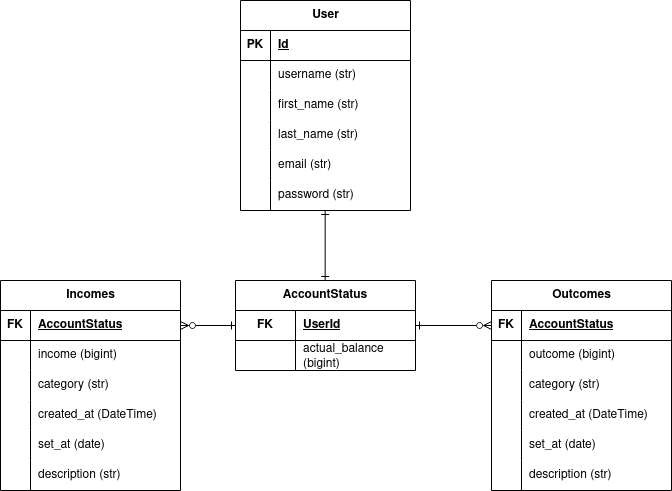 User
PK Id
username (str)
first_name (str)
last_name (str)
email (str)
password (str)
Incomes
FK AccountStatus
income (bigint)
category (str)
created_at (DateTime)
set_at (date)
description (str)
AccountStatus
FK UserId
actual_balance
(bigint)
Outcomes
FK AccountStatus
outcome (bigint)
category (str)
created_at (DateTime)
set_at (date)
description (str)